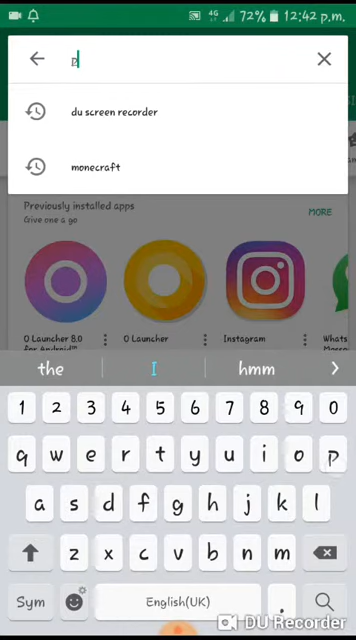 4G 72% 12:42 p.m.
p
du screen recorder
monecraft
Previously installed apps
Give one a go
MORE
O Launcher 8.0
for Android™
O Launcher
Instagram
Whats
the I hmm
1 2 3 4 5 6 7 8 9 0
q w e r t y u i o p
a s d f g h j k l
z x c v b n m
Sym English(UK) .
DU Recorder